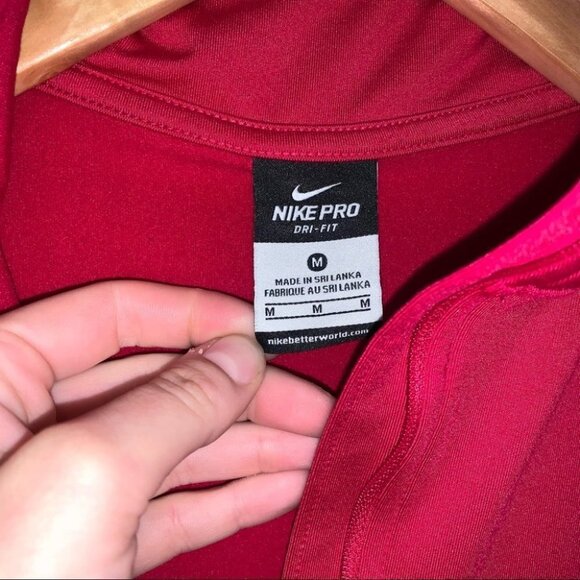 NIKE PRO
DRI-FIT
M
MADE IN SRI LANKA
FABRIQUE AU SRI LANKA
M M M
nikebetterworld.com